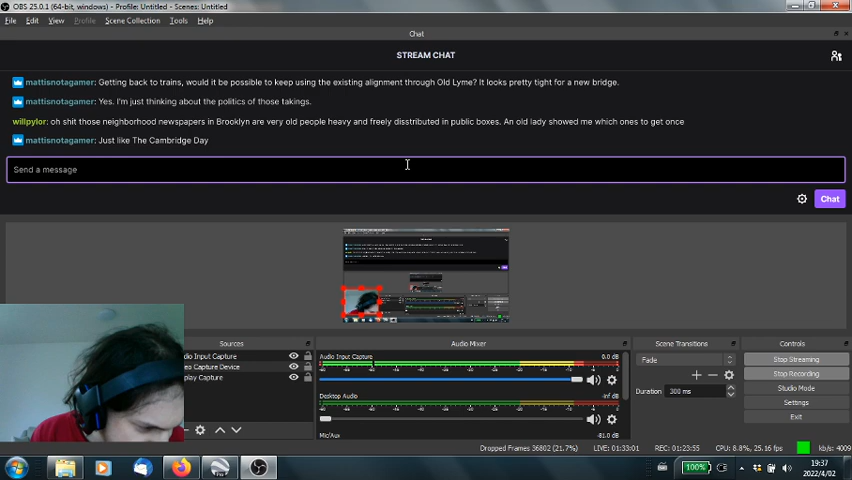 OBS 25.0.1 (64-bit, windows) - Profile: Untitled - Scenes: Untitled
File Edit View Profile Scene Collection Tools Help
Chat
STREAM CHAT
mattisnotagamer: Getting back to trains, would it be possible to keep using the existing alignment through Old Lyme? It looks pretty tight for a new bridge.
mattisnotagamer: Yes. I'm just thinking about the politics of those takings.
willpylor: oh shit those neighborhood newspapers in Brooklyn are very old people heavy and freely disstributed in public boxes. An old lady showed me which ones to get once
mattisnotagamer: Just like The Cambridge Day
Send a message
Chat
Sources Audio Mixer Scene Transitions Controls
dio Input Capture
eo Capture Device
play Capture
Audio Input Capture 0.0 dB
Desktop Audio -inf dB
Mic/Aux -81.0 dB
Fade
Duration 300 ms
Stop Streaming
Stop Recording
Studio Mode
Settings
Exit
Dropped Frames 36802 (21.7%) LIVE: 01:33:01 REC: 01:23:55 CPU: 8.8%, 25.16 fps kb/s: 4009
100%
19:37
2022/4/02